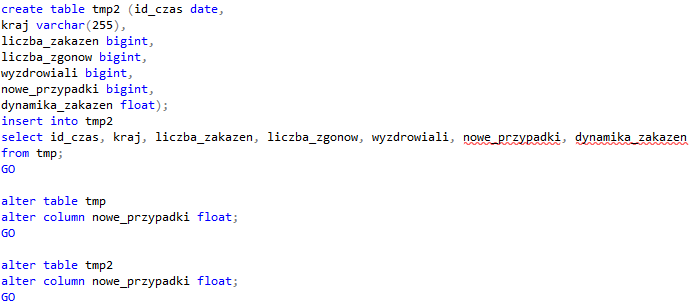 create table tmp2 (id_czas date,
kraj varchar(255),
liczba_zakazen bigint,
liczba_zgonow bigint,
wyzdrowiali bigint,
nowe_przypadki bigint,
dynamika_zakazen float);
insert into tmp2
select id_czas, kraj, liczba_zakazen, liczba_zgonow, wyzdrowiali, nowe_przypadki, dynamika_zakazen
from tmp;
GO
alter table tmp
alter column nowe_przypadki float;
GO
alter table tmp2
alter column nowe_przypadki float;
GO